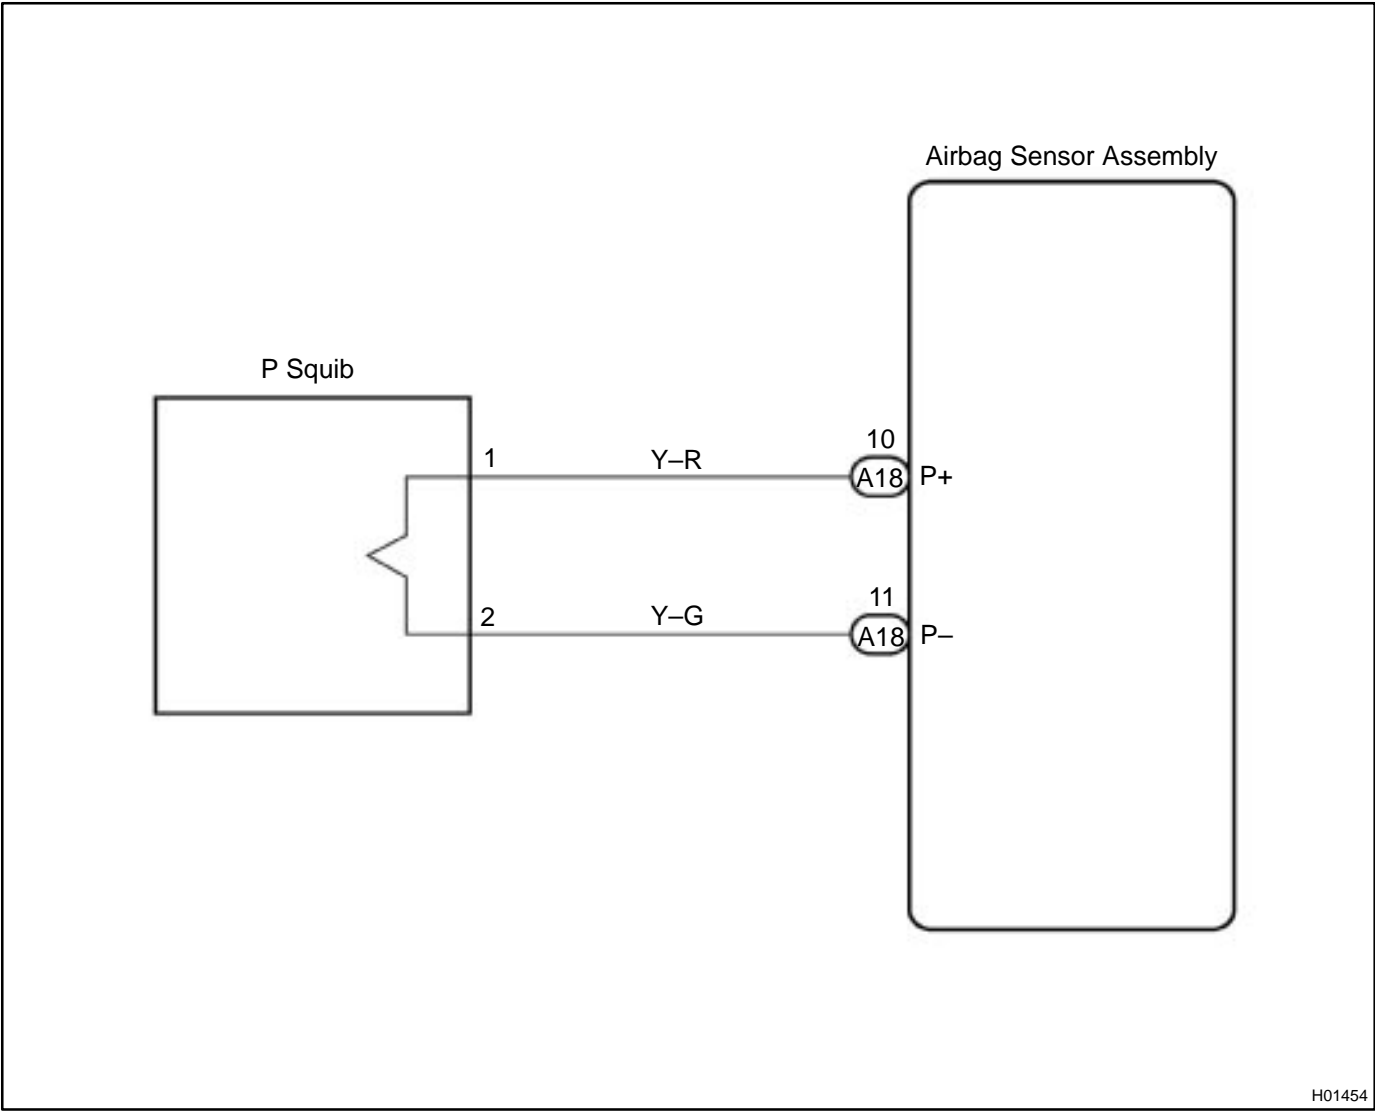 Airbag Sensor Assembly
P Squib
1
Y–R
10
A18
P+
2
Y–G
11
A18
P–
H01454